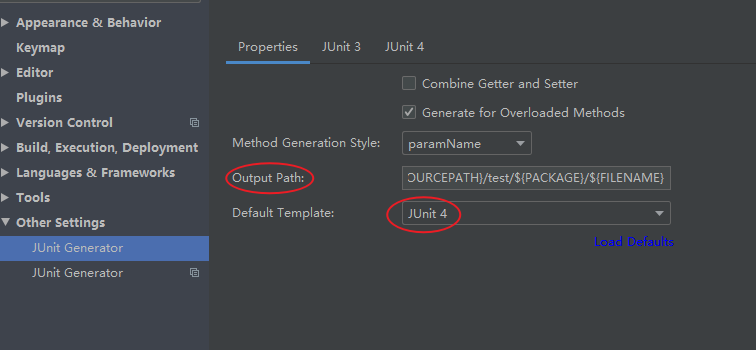 Appearance & Behavior
Keymap
Editor
Plugins
Version Control
Build, Execution, Deployment
Languages & Frameworks
Tools
Other Settings
JUnit Generator
JUnit Generator
Properties JUnit 3 JUnit 4
Combine Getter and Setter
Generate for Overloaded Methods
Method Generation Style: paramName
Output Path: OURCEPATH}/test/${PACKAGE}/${FILENAME}
Default Template: JUnit 4
Load Defaults